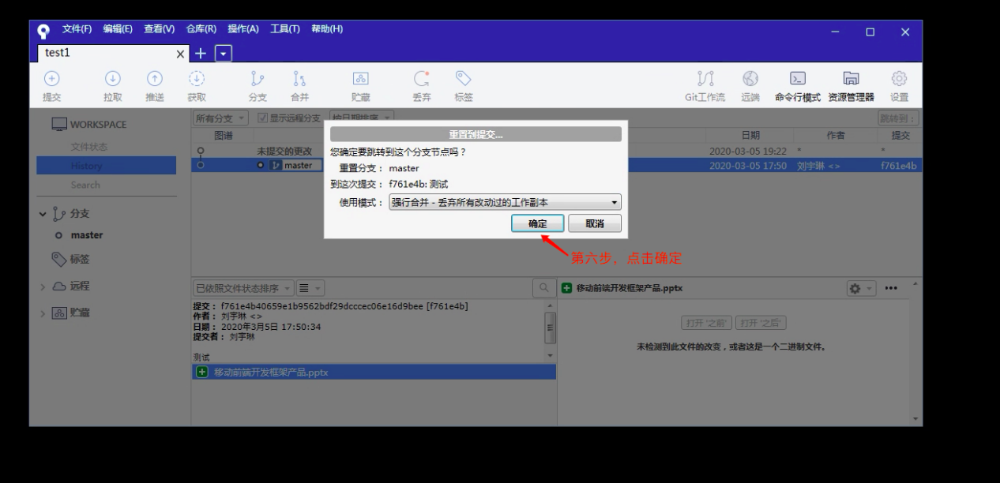 文件(F) 编辑(E) 查看(V) 仓库(R) 操作(A) 工具(T) 帮助(H)
test1
提交 拉取 推送 获取 分支 合并 贮藏 丢弃 标签 Git工作流 远端 命令行模式 资源管理器 设置
WORKSPACE
文件状态
History
Search
分支
master
标签
远程
贮藏
所有分支 显示远程分支 按日期排序 跳转到:
图谱 日期 作者 提交
未提交的更改 2020-03-05 19:22 * *
master 2020-03-05 17:50 刘宇琳 <> f761e4b
重置到提交...
您确定要跳转到这个分支节点吗？
重置分支： master
到这次提交： f761e4b: 测试
使用模式： 强行合并 - 丢弃所有改动过的工作副本
确定 取消
第六步，点击确定
已依照文件状态排序
提交： f761e4b40659e1b9562bdf29dcccec06e16d9bee [f761e4b]
作者： 刘宇琳 <>
日期： 2020年3月5日 17:50:34
提交者： 刘宇琳
测试
移动前端开发框架产品.pptx
移动前端开发框架产品.pptx
打开 '之前' 打开 '之后'
未检测到此文件的改变，或者这是一个二进制文件。